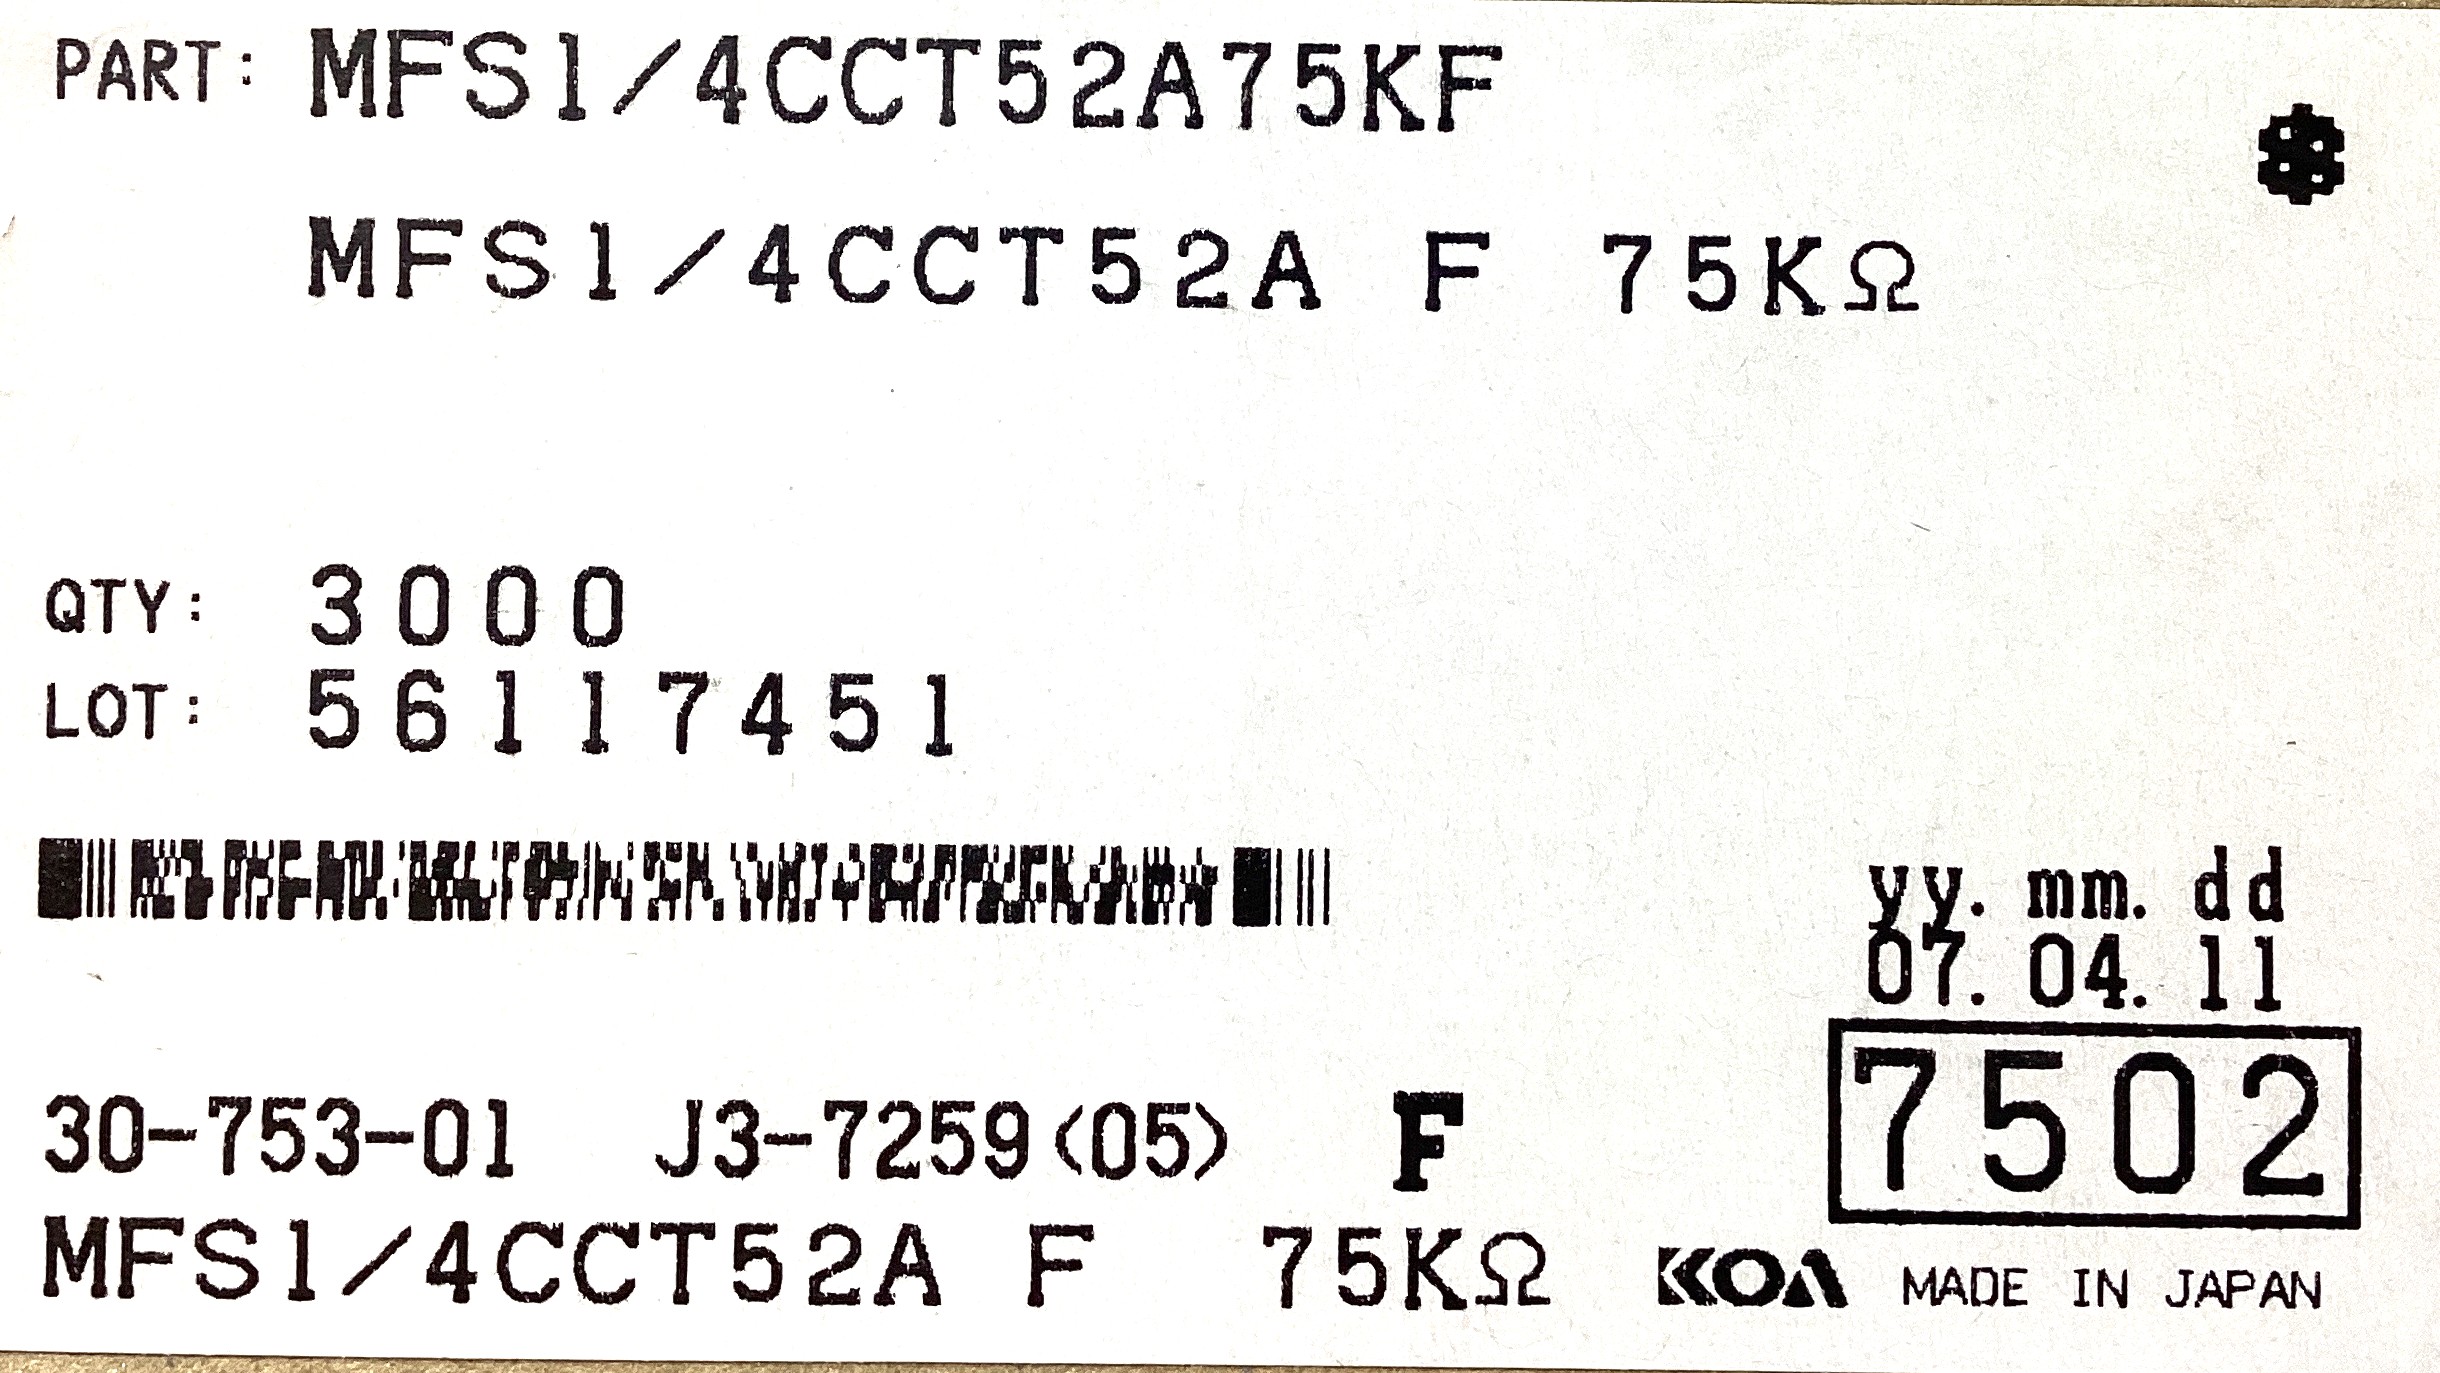 PART: MFS1/4CCT52A75KF
MFS1/4CCT52A F 75KΩ
QTY: 3000
LOT: 56117451
yy. mm. dd
07. 04. 11
7502
30-753-01 J3-7259(05) F
MFS1/4CCT52A F 75KΩ KOA MADE IN JAPAN